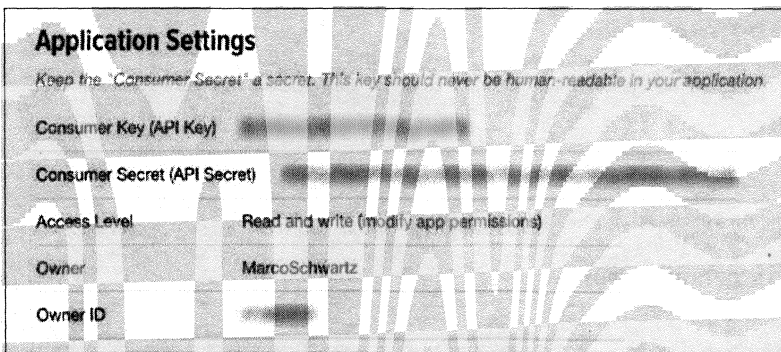 Application Settings
Keep the "Consumer Secret" a secret. This key should never be human-readable in your application.
Consumer Key (API Key)
Consumer Secret (API Secret)
Access Level Read and write (modify app permissions)
Owner MarcoSchwartz
Owner ID